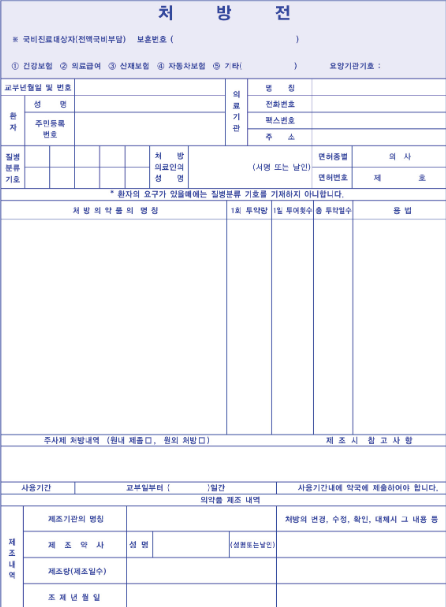 처 방 전
※ 국비진료대상자(전액국비부담) 보훈번호 ( )
① 건강보험 ② 의료급여 ③ 산재보험 ④ 자동차보험 ⑤ 기타( ) 요양기관기호 :
교부년월일 및 번호
환자
성 명
주민등록번호
의료기관
명 칭
전화번호
팩스번호
주 소
질병분류기호
처 방 의료인의 성 명
(서명 또는 날인)
면허종별
의 사
면허번호
제 호
* 환자의 요구가 있을때에는 질병분류 기호를 기재하지 아니합니다.
처 방 의 약 품 의 명 칭
1회 투약량
1일 투여횟수
총 투약일수
용 법
주사제 처방내역 (원내 제조□, 원외 처방□)
제 조 시 참 고 사 항
사용기간
교부일부터 ( )일간
사용기간내에 약국에 제출하여야 합니다.
의약품 제조 내역
제조내역
제조기관의 명칭
처방의 변경, 수정, 확인, 대체시 그 내용 등
제 조 약 사
성 명
(성명또는날인)
제조량(제조일수)
조 제 년 월 일